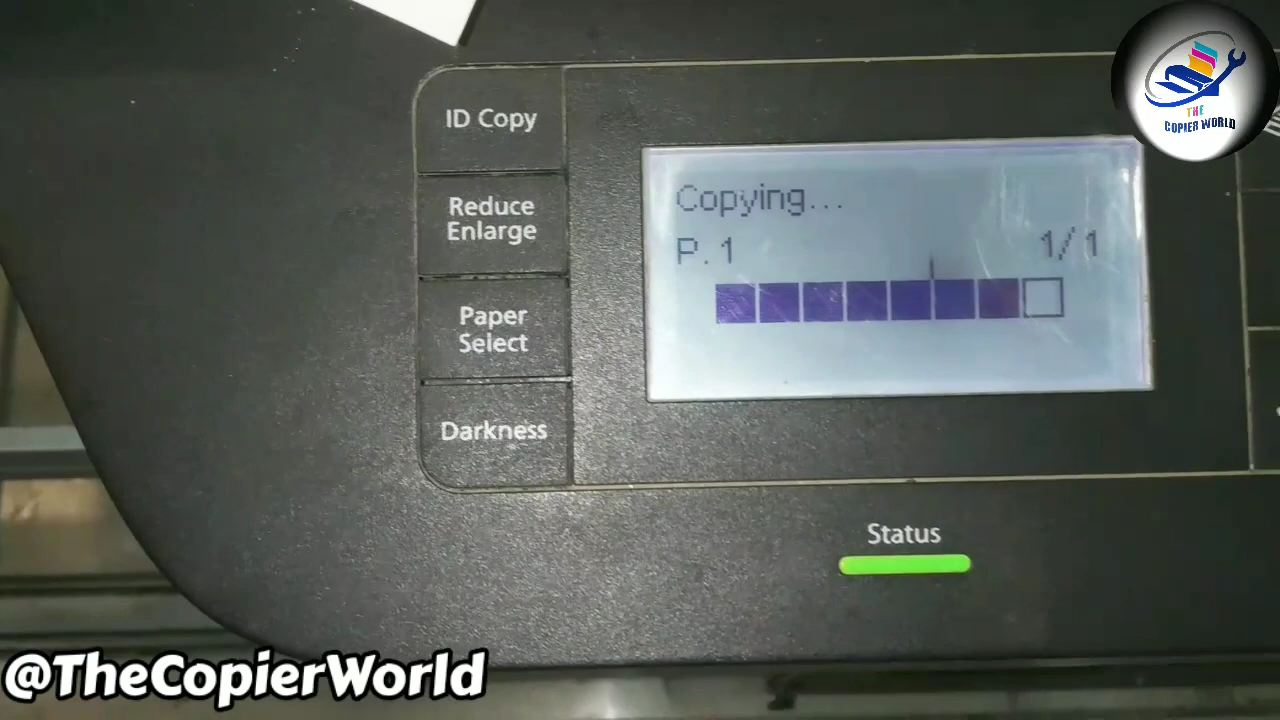 ID Copy
Reduce
Enlarge
Paper
Select
Darkness
Copying...
P. 1 1/1
Status
THE
COPIER WORLD
@TheCopierWorld